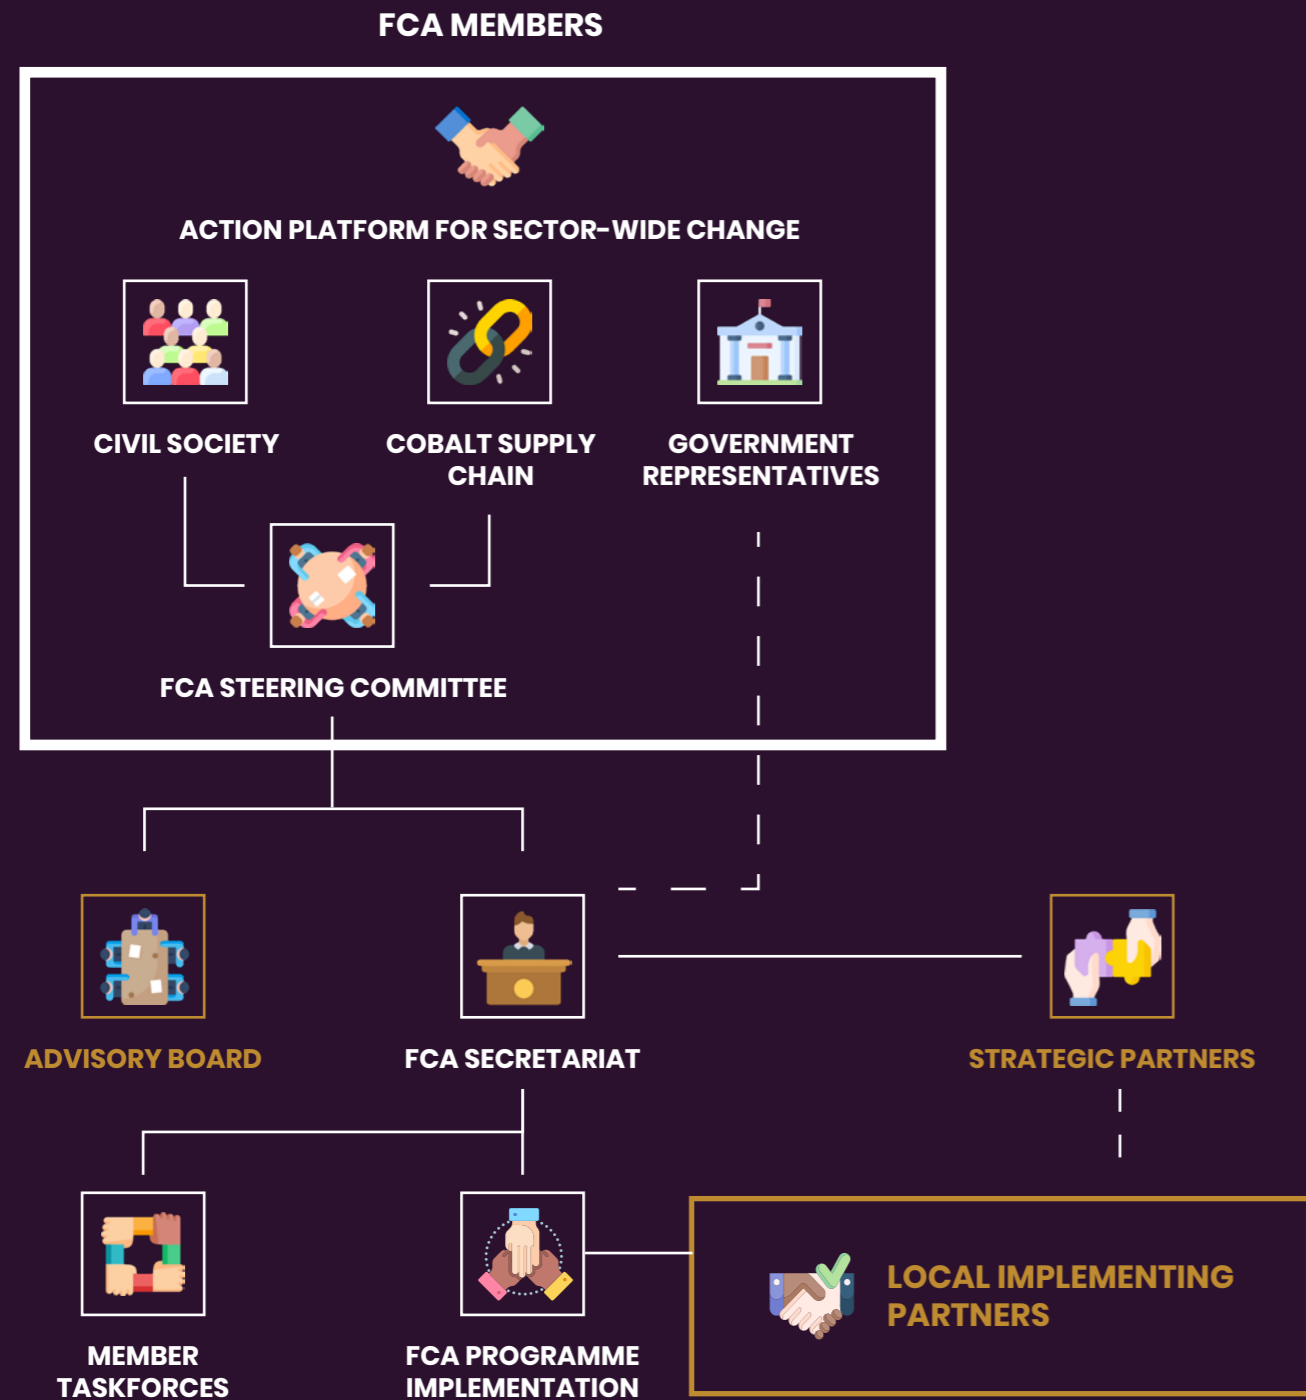 FCA MEMBERS
ACTION PLATFORM FOR SECTOR-WIDE CHANGE
CIVIL SOCIETY
COBALT SUPPLY
CHAIN
GOVERNMENT
REPRESENTATIVES
FCA STEERING COMMITTEE
ADVISORY BOARD
FCA SECRETARIAT
STRATEGIC PARTNERS
MEMBER
TASKFORCES
FCA PROGRAMME
IMPLEMENTATION
LOCAL IMPLEMENTING
PARTNERS